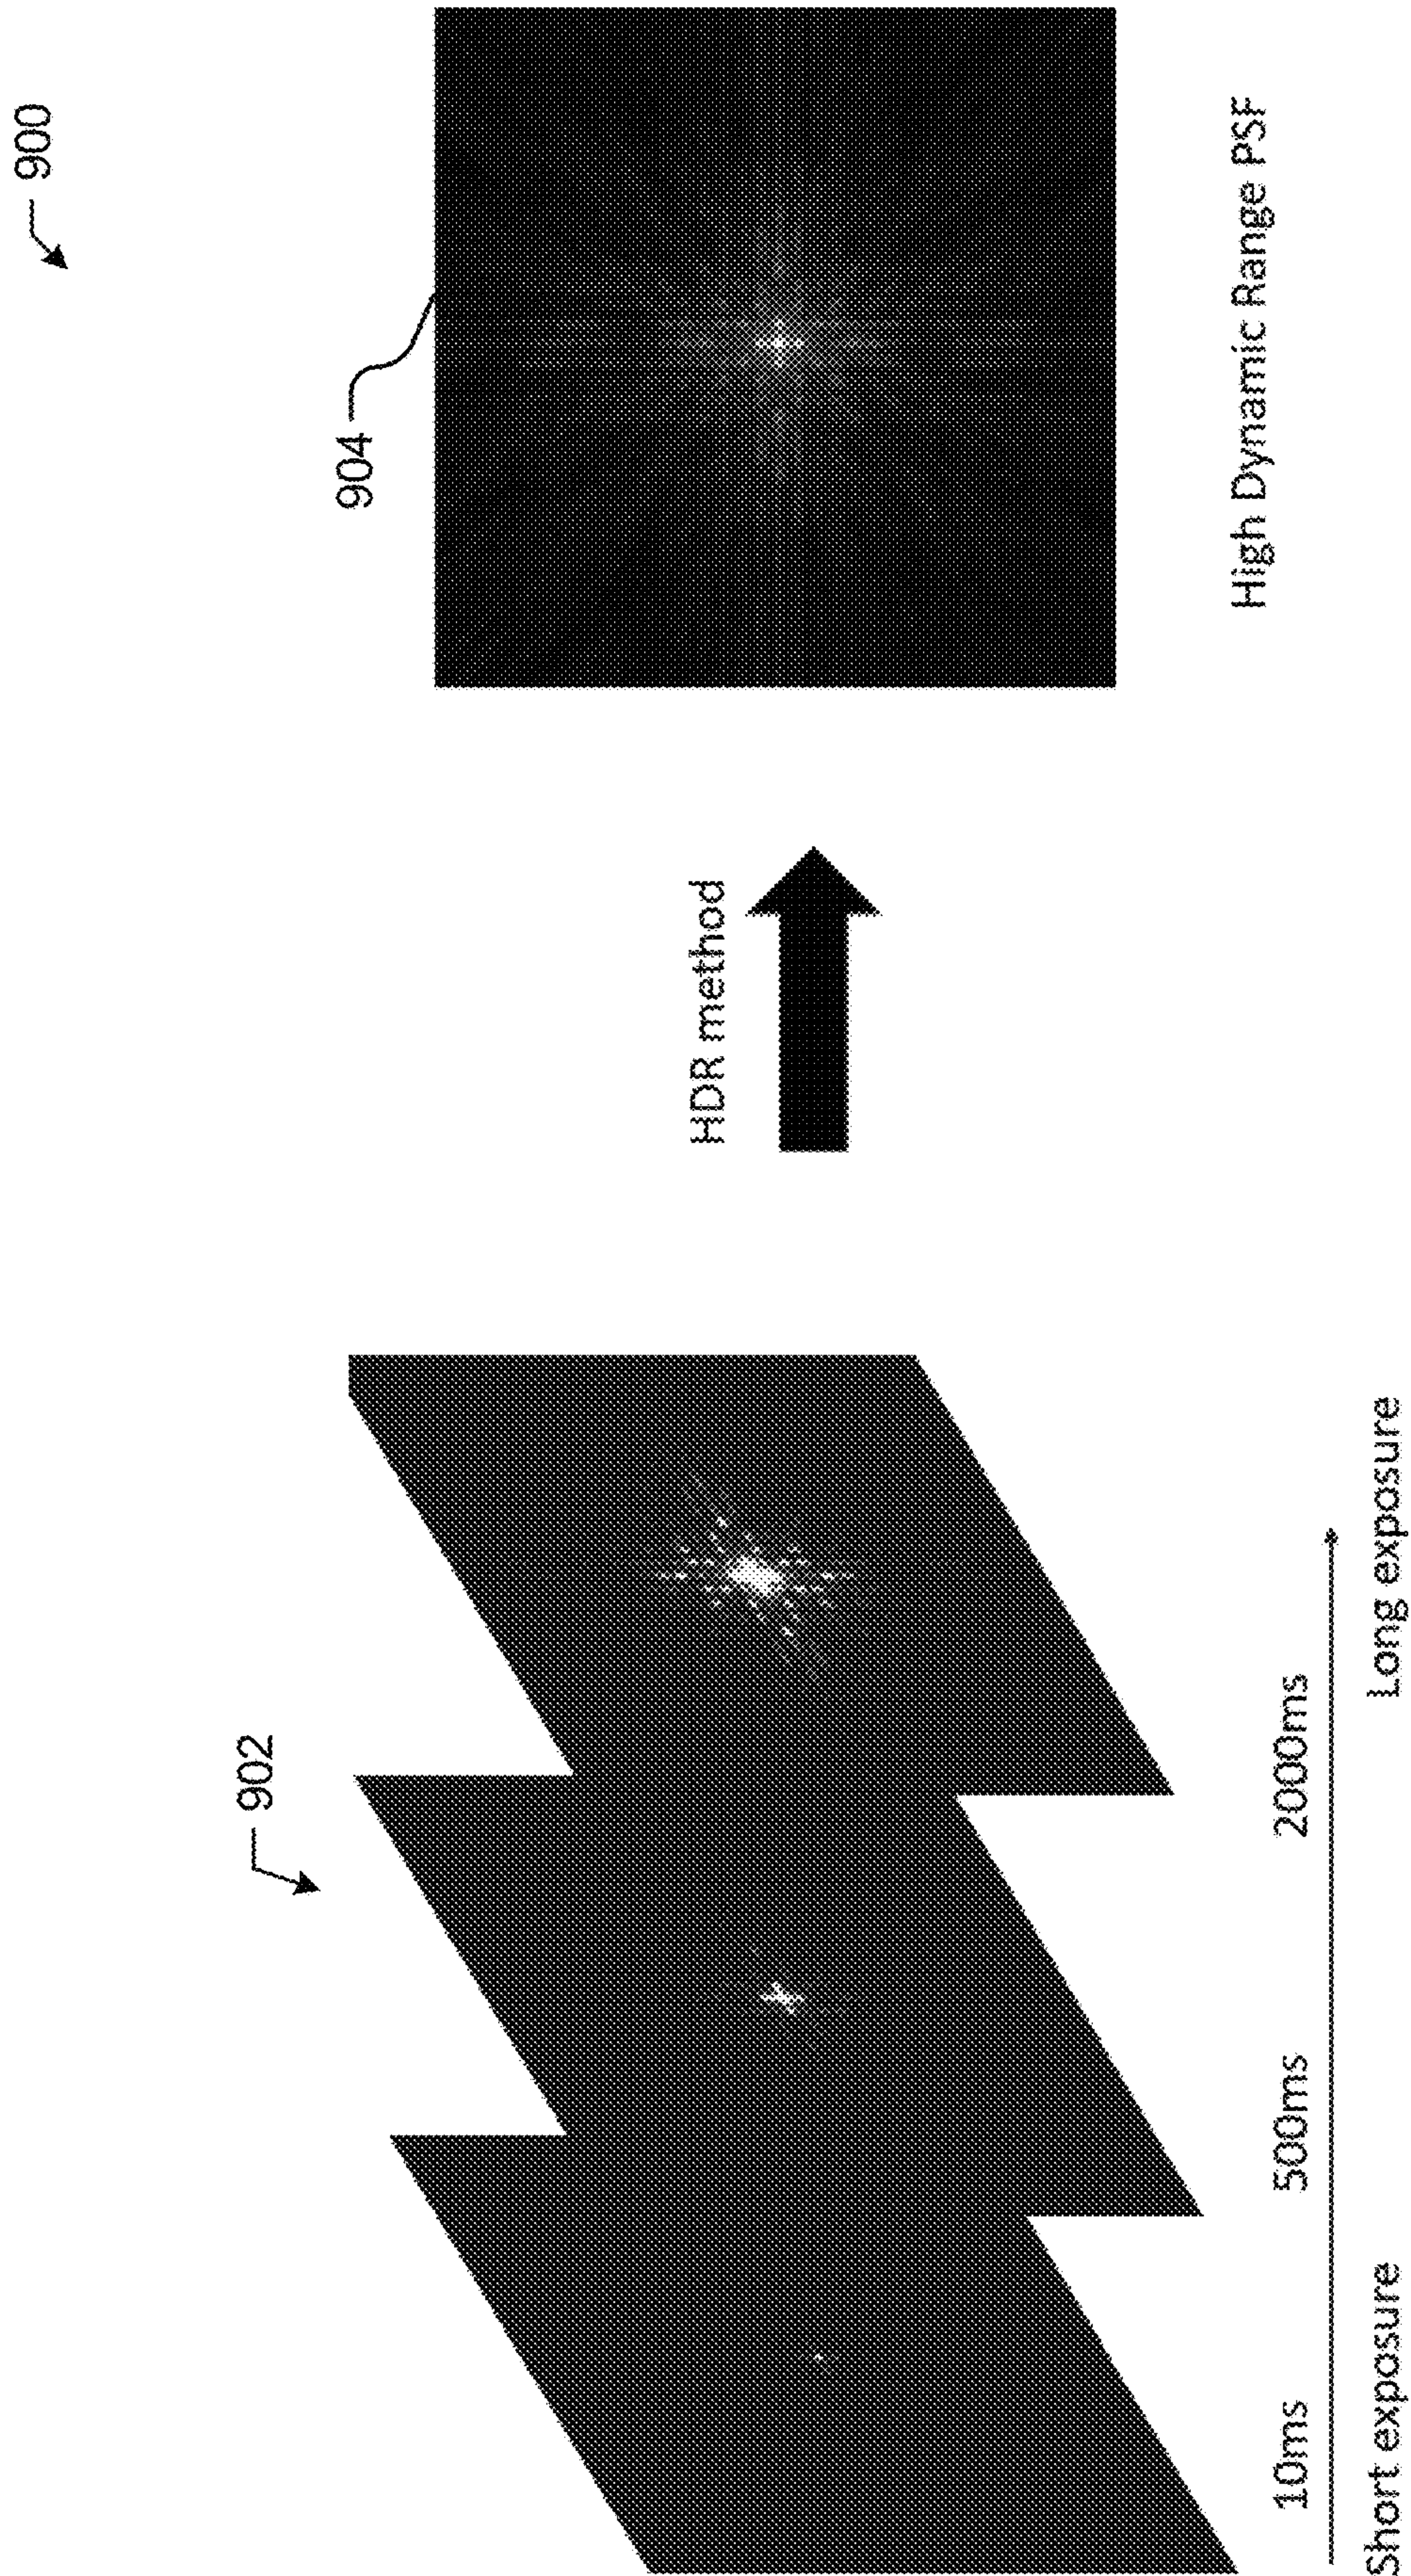 900
902
904
HDR method
10ms
500ms
2000ms
Short exposure
Long exposure
High Dynamic Range PSF